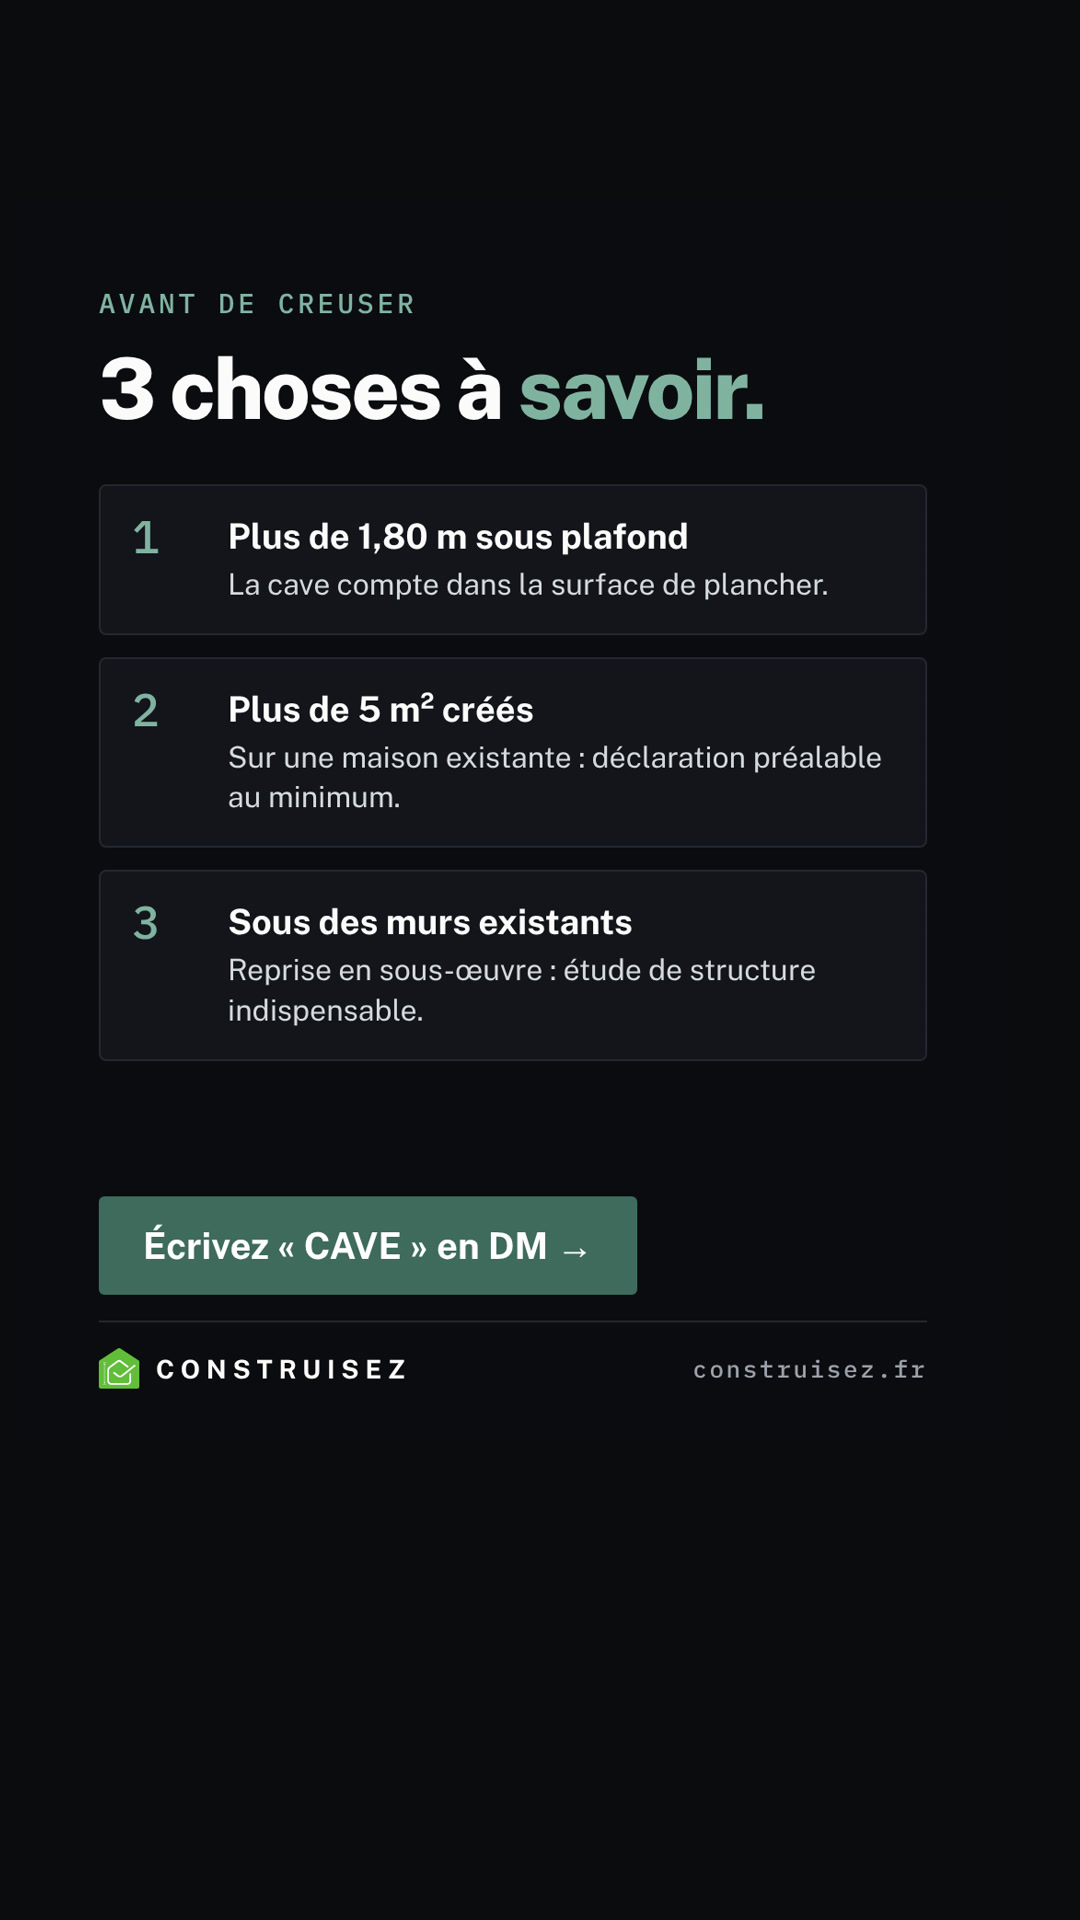 AVANT DE CREUSER
3 choses à savoir.
1
Plus de 1,80 m sous plafond
La cave compte dans la surface de plancher.
2
Plus de 5 m² créés
Sur une maison existante : déclaration préalable
au minimum.
3
Sous des murs existants
Reprise en sous-œuvre : étude de structure
indispensable.
Écrivez « CAVE » en DM →
CONSTRUISEZ
construisez.fr